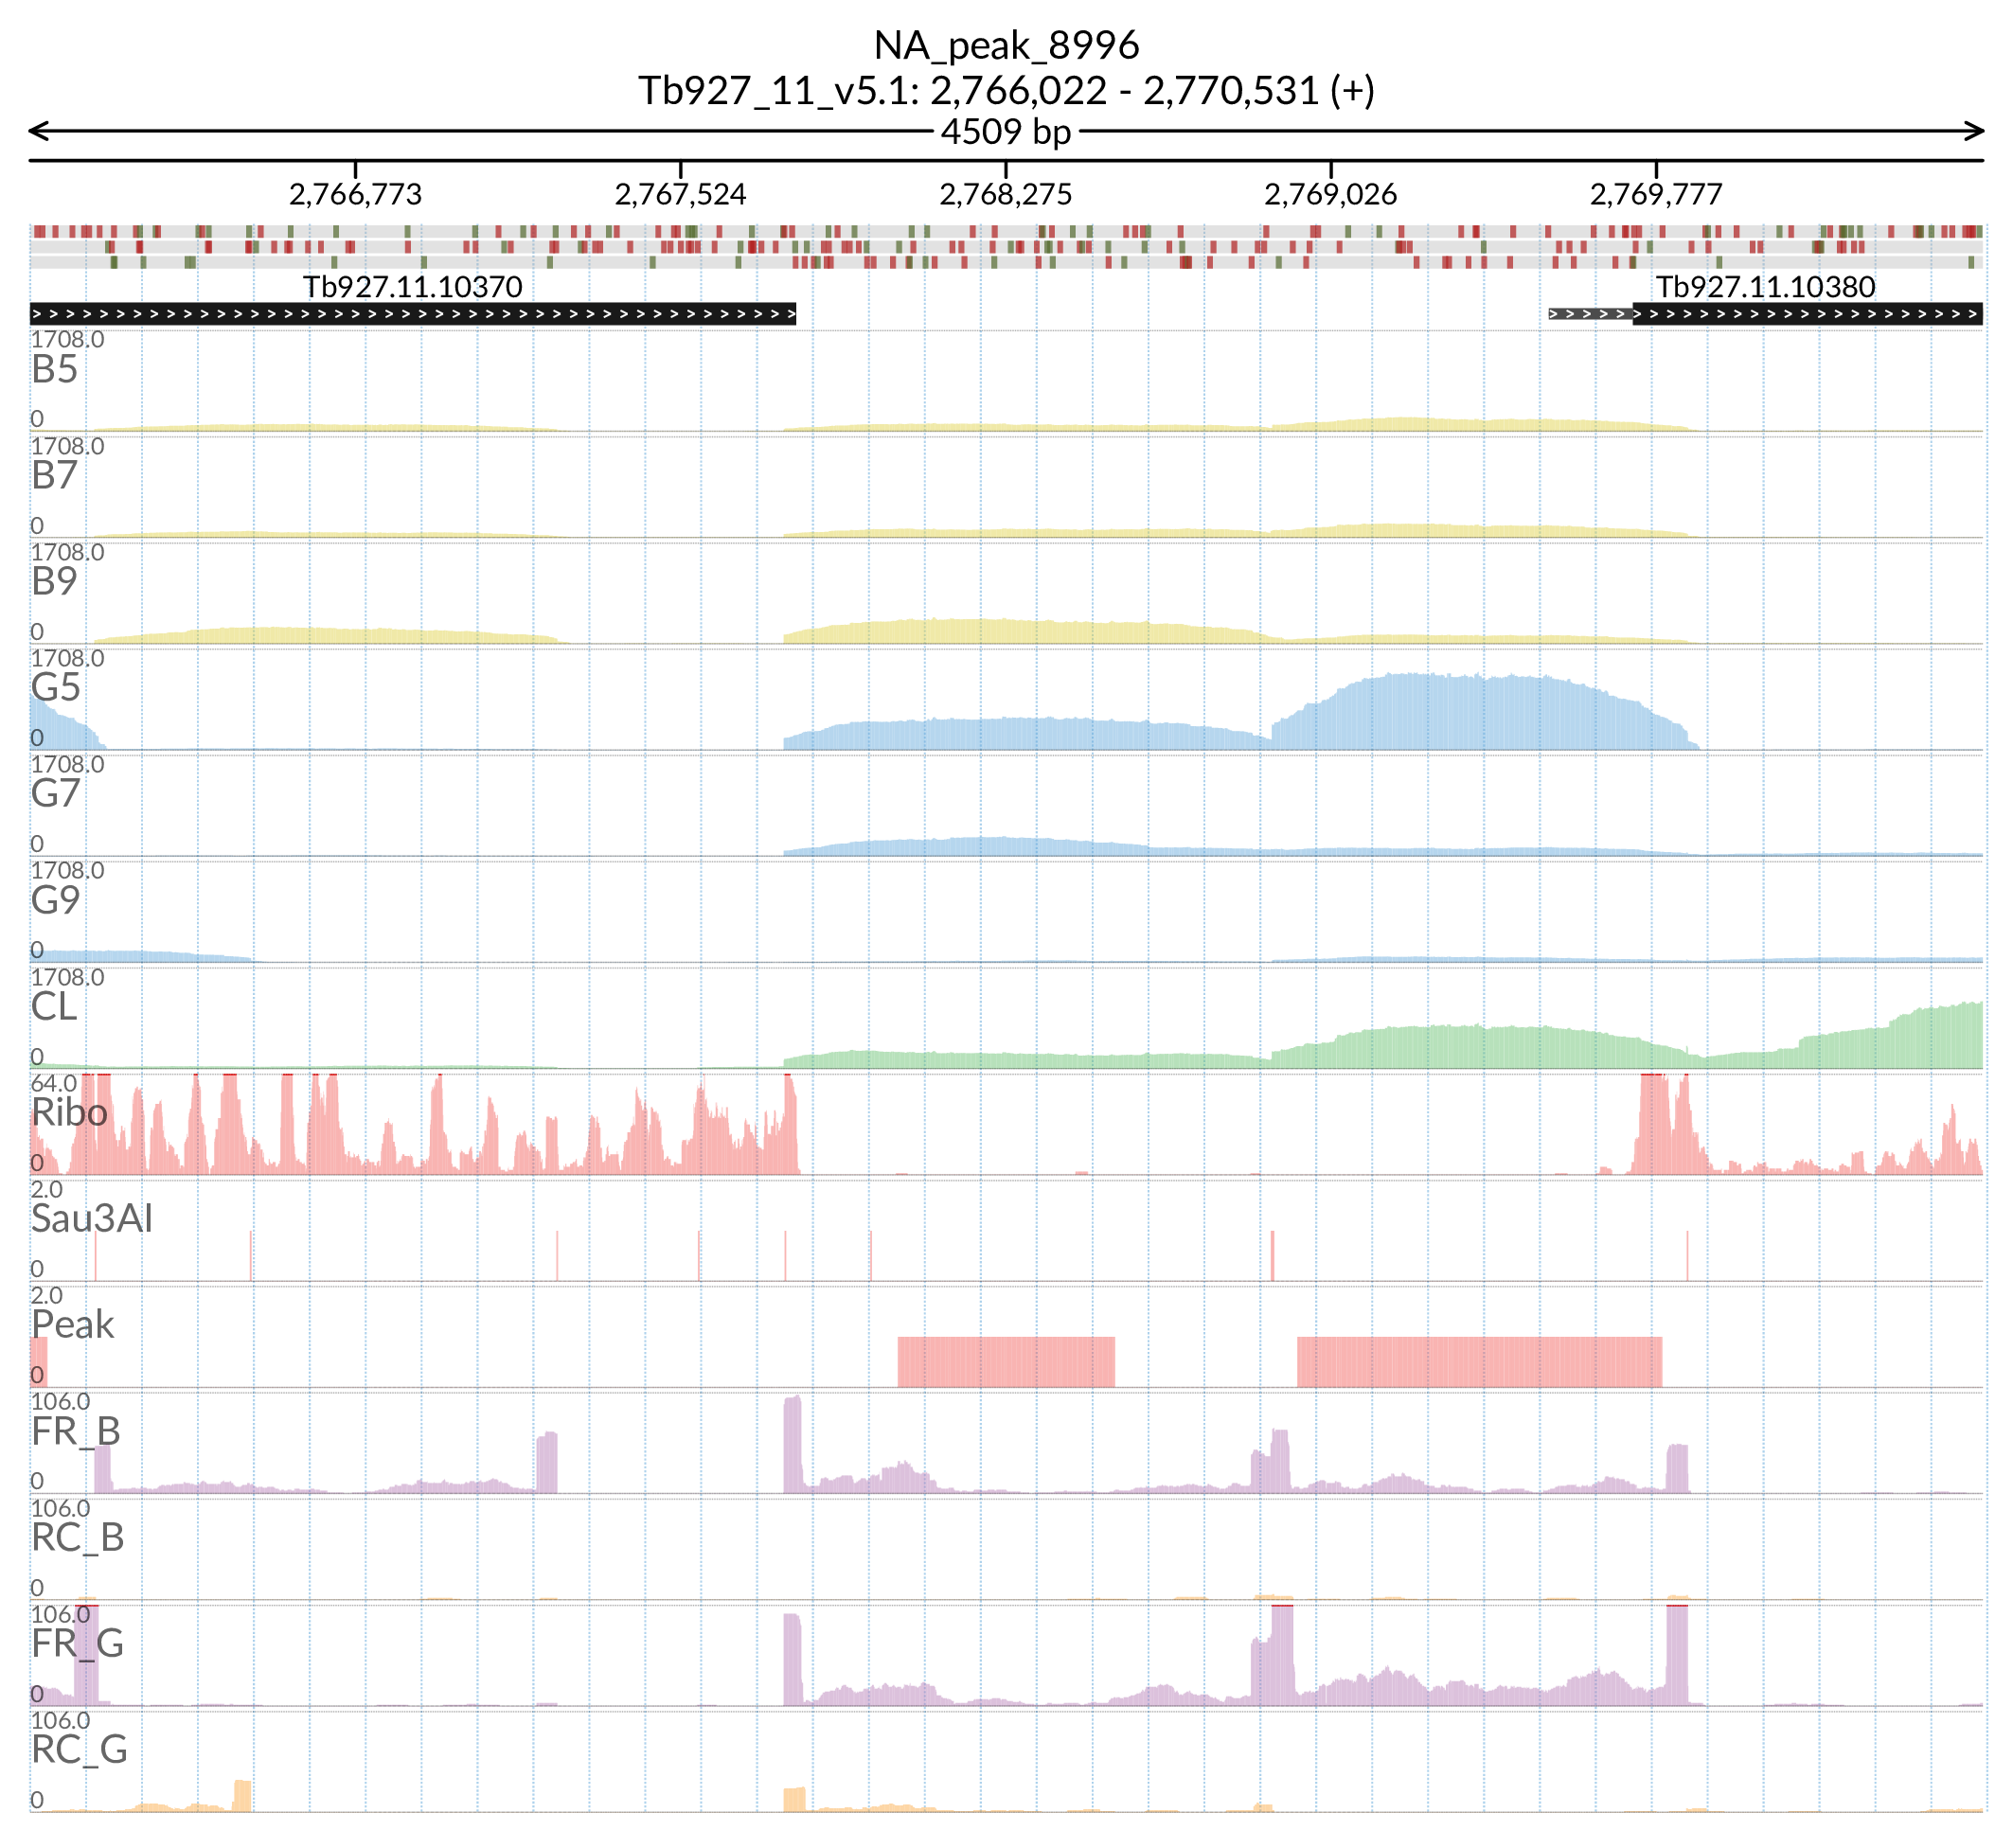 NA_peak_8996
Tb927_11_v5.1: 2,766,022 - 2,770,531 (+)
4509 bp
2,766,773 2,767,524 2,768,275 2,769,026 2,769,777
Tb927.11.10370 Tb927.11.10380
1708.0
B5
0
1708.0
B7
0
1708.0
B9
0
1708.0
G5
0
1708.0
G7
0
1708.0
G9
0
1708.0
CL
0
64.0
Ribo
0
2.0
Sau3AI
0
2.0
Peak
0
106.0
FR_B
0
106.0
RC_B
0
106.0
FR_G
0
106.0
RC_G
0